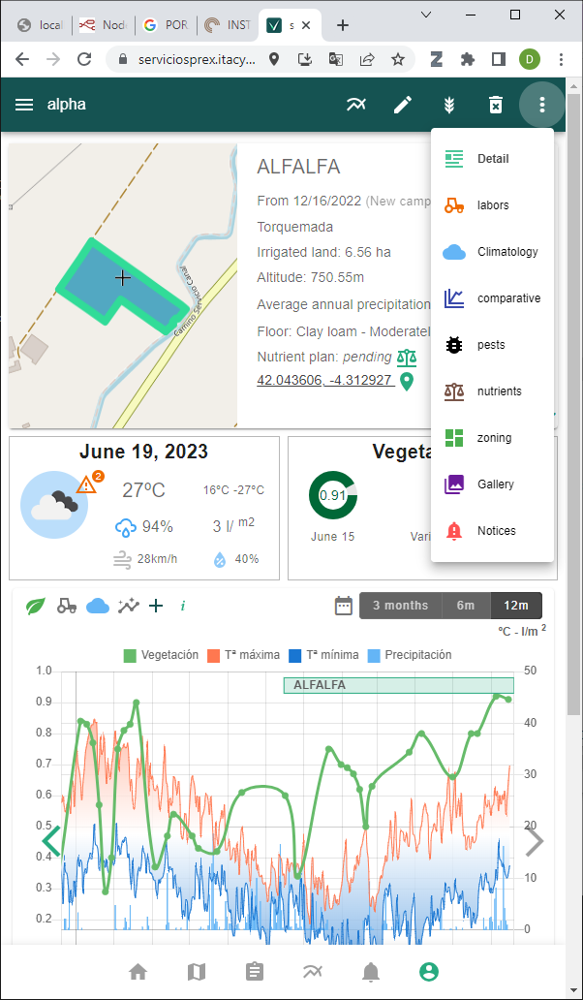 local
Node
POR
INST
s
serviciosprex.itacy...
D
alpha
ALFALFA
From 12/16/2022 (New camp
Torquemada
Irrigated land: 6.56 ha
Altitude: 750.55m
Average annual precipitation
Floor: Clay loam - Moderatel
Nutrient plan: pending
42.043606, -4.312927
Camino Servicio Canal
Detail
labors
Climatology
comparative
pests
nutrients
zoning
Gallery
Notices
June 19, 2023
2
27ºC
16ºC -27ºC
94%
3 l/ m2
28km/h
40%
Vegeta
0.91
June 15
Vari
i
3 months
6m
12m
ºC - l/m 2
Vegetación
Tª máxima
Tª mínima
Precipitación
ALFALFA
1.0
0.9
0.8
0.7
0.6
0.5
0.4
0.3
0.2
50
40
30
20
10
0